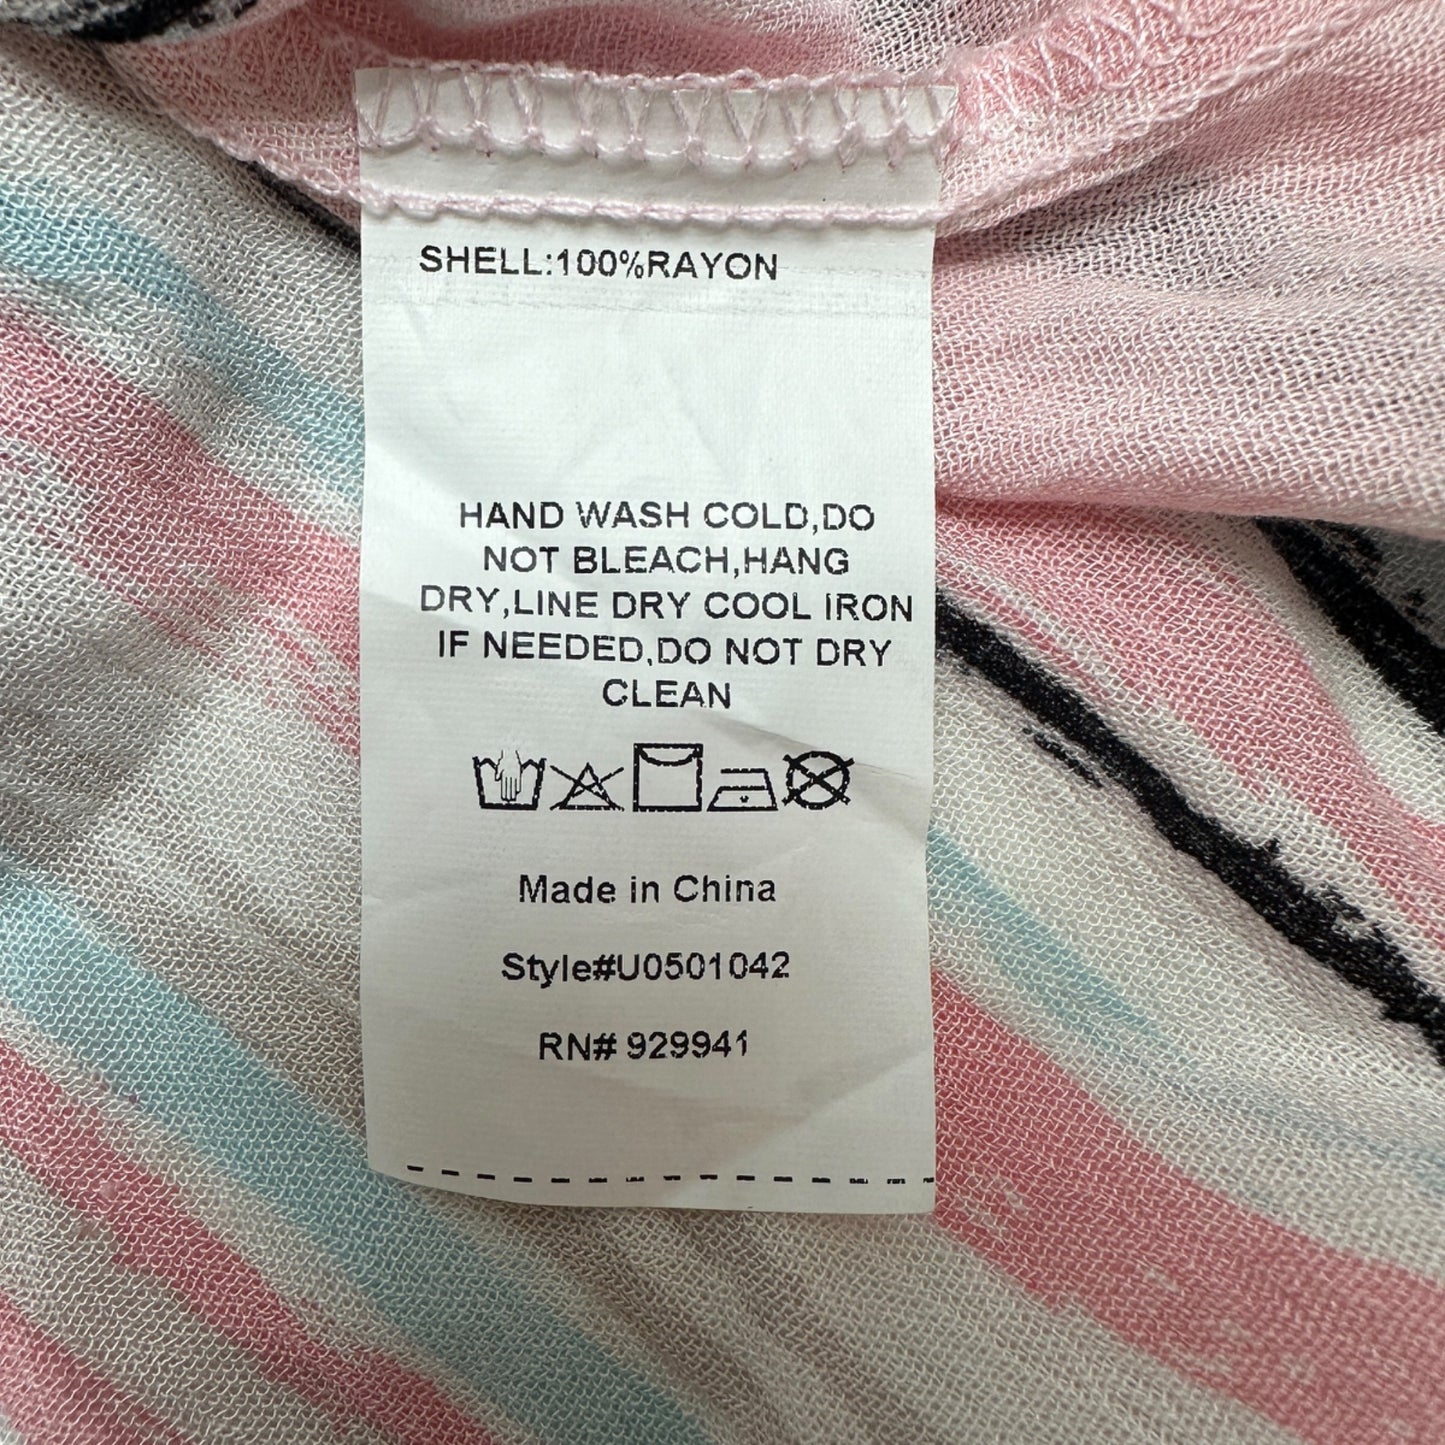 SHELL:100%RAYON
HAND WASH COLD,DO
NOT BLEACH,HANG
DRY,LINE DRY COOL IRON
IF NEEDED,DO NOT DRY
CLEAN
Made in China
Style#U0501042
RN# 929941